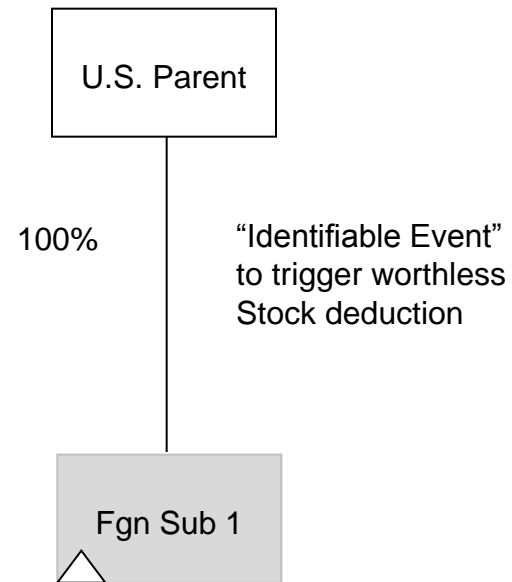 U.S. Parent
100%
“Identifiable Event”
to trigger worthless
Stock deduction
Fgn Sub 1